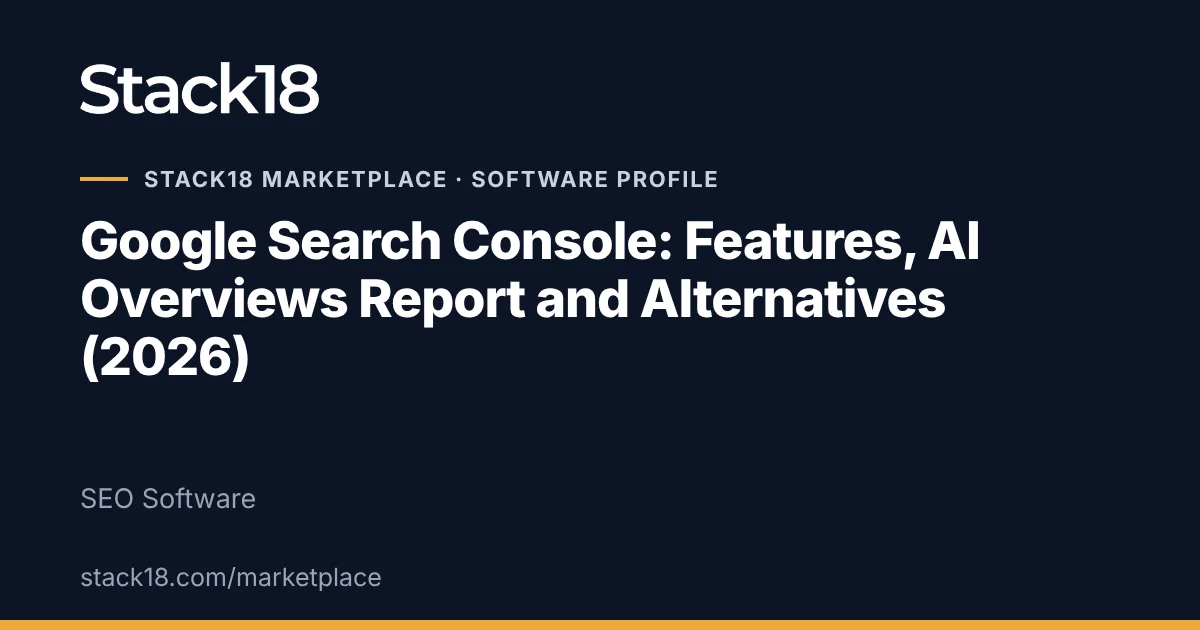 Stack18
STACK18 MARKETPLACE · SOFTWARE PROFILE
Google Search Console: Features, AI
Overviews Report and Alternatives
(2026)
SEO Software
stack18.com/marketplace